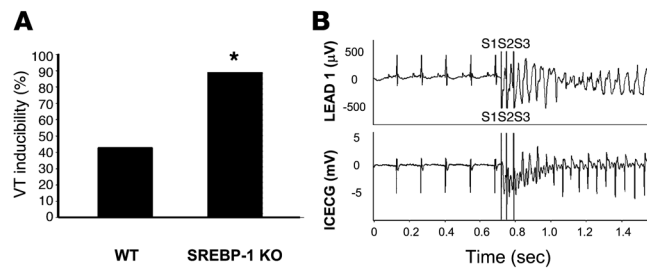 A
VT inducibility (%)
100
90
80
70
60
50
40
30
20
10
0
*
WT
SREBP-1 KO
B
LEAD 1 (μV)
500
0
-500
S1S2S3
S1S2S3
ICECG (mV)
5
0
-5
0
0.2
0.4
0.6
0.8
1.0
1.2
1.4
Time (sec)